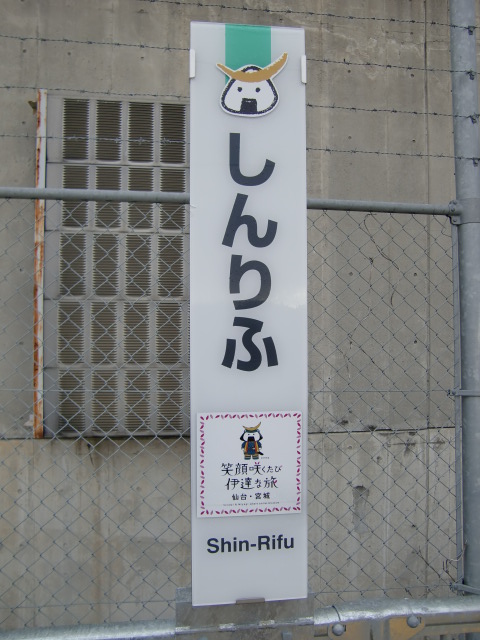 しんりふ
笑顔咲くたび
伊達な旅
仙台・宮城
Shin-Rifu